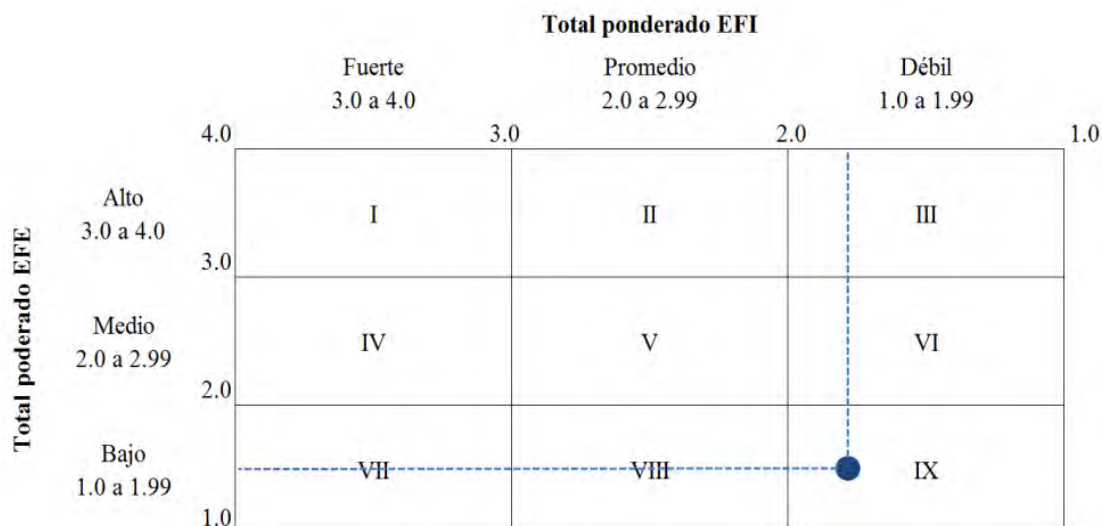 Total ponderado EFI
Fuerte
3.0 a 4.0
Promedio
2.0 a 2.99
Débil
1.0 a 1.99
4.0
3.0
2.0
1.0
Total poderado EFE
Alto
3.0 a 4.0
I
II
III
3.0
Medio
2.0 a 2.99
IV
V
VI
2.0
Bajo
1.0 a 1.99
VII
VIII
IX
1.0